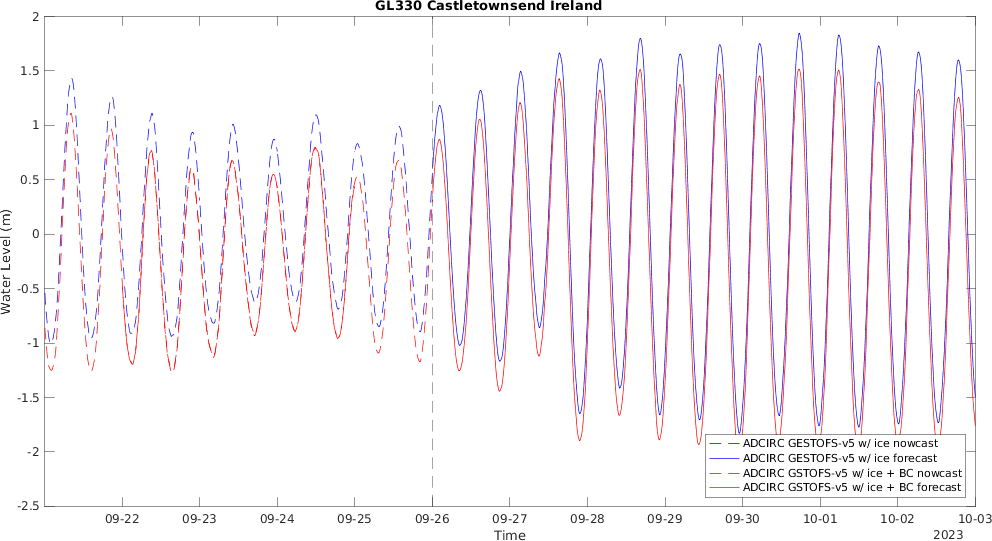 GL330 Castletownsend Ireland
2
1.5
1
0.5
0
-0.5
-1
-1.5
-2
-2.5
Water Level (m)
ADCIRC GESTOFS-v5 w/ ice nowcast
ADCIRC GESTOFS-v5 w/ ice forecast
ADCIRC GSTOFS-v5 w/ ice + BC nowcast
ADCIRC GSTOFS-v5 w/ ice + BC forecast
09-22 09-23 09-24 09-25 09-26 09-27 09-28 09-29 09-30 10-01 10-02 10-03
Time
2023